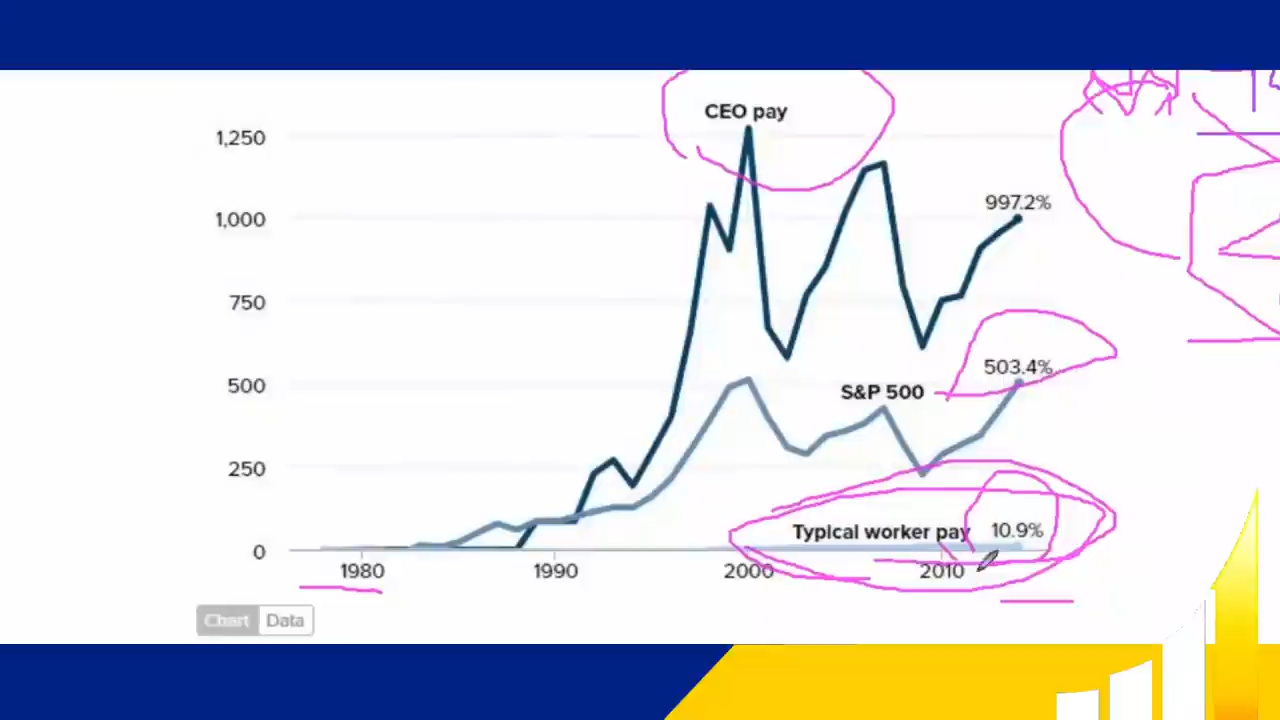 CEO pay
1,250
997.2%
1,000
750
503.4%
500
S&P 500
250
Typical worker pay 10.9%
0
1980 1990 2000 2010
Chart Data